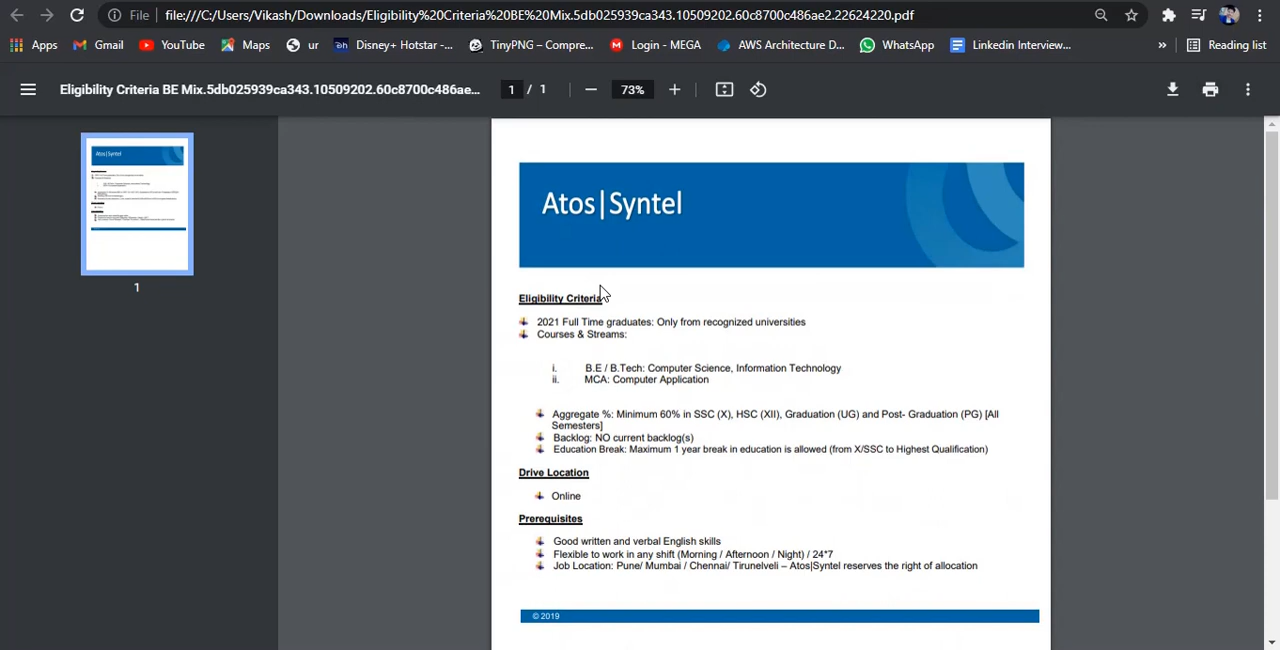 File file:///C:/Users/Vikash/Downloads/Eligibility%20Criteria%20BE%20Mix.5db025939ca343.10509202.60c8700c486ae2.22624220.pdf
Apps Gmail YouTube Maps ur Disney+ Hotstar -... TinyPNG – Compre... Login - MEGA AWS Architecture D... WhatsApp Linkedin Interview... » Reading list
Eligibility Criteria BE Mix.5db025939ca343.10509202.60c8700c486ae... 1 / 1 73%
Atos|Syntel
1
Atos|Syntel
Eligibility Criteria
2021 Full Time graduates: Only from recognized universities
Courses & Streams:
i. B.E / B.Tech: Computer Science, Information Technology
ii. MCA: Computer Application
Aggregate %: Minimum 60% in SSC (X), HSC (XII), Graduation (UG) and Post- Graduation (PG) [All
Semesters]
Backlog: NO current backlog(s)
Education Break: Maximum 1 year break in education is allowed (from X/SSC to Highest Qualification)
Drive Location
Online
Prerequisites
Good written and verbal English skills
Flexible to work in any shift (Morning / Afternoon / Night) / 24*7
Job Location: Pune/ Mumbai / Chennai/ Tirunelveli – Atos|Syntel reserves the right of allocation
© 2019